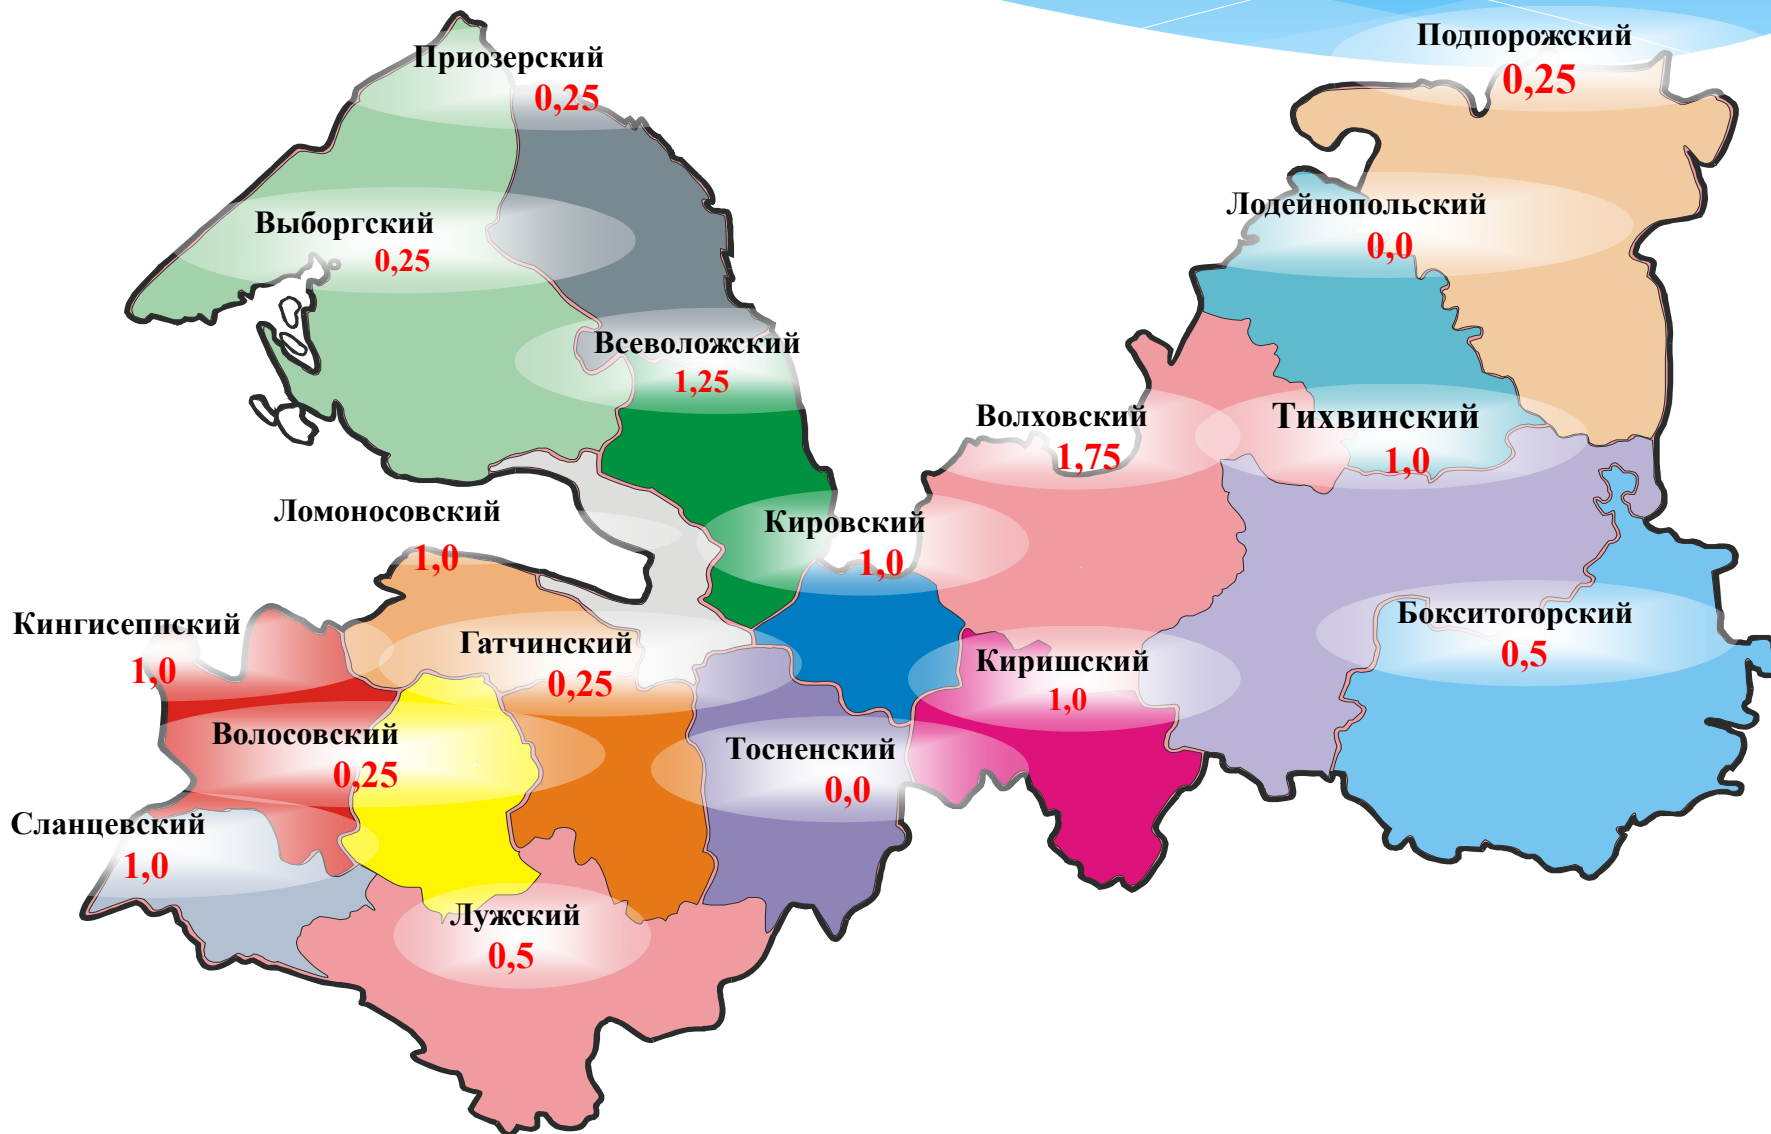 Подпорожский
0,25
Приозерский
0,25
Лодейнопольский
0,0
Выборгский
0,25
Всеволожский
1,25
Волховский
1,75
Тихвинский
1,0
Ломоносовский
1,0
Кировский
1,0
Кингисеппский
1,0
Гатчинский
0,25
Киришский
1,0
Бокситогорский
0,5
Волосовский
0,25
Тосненский
0,0
Сланцевский
1,0
Лужский
0,5